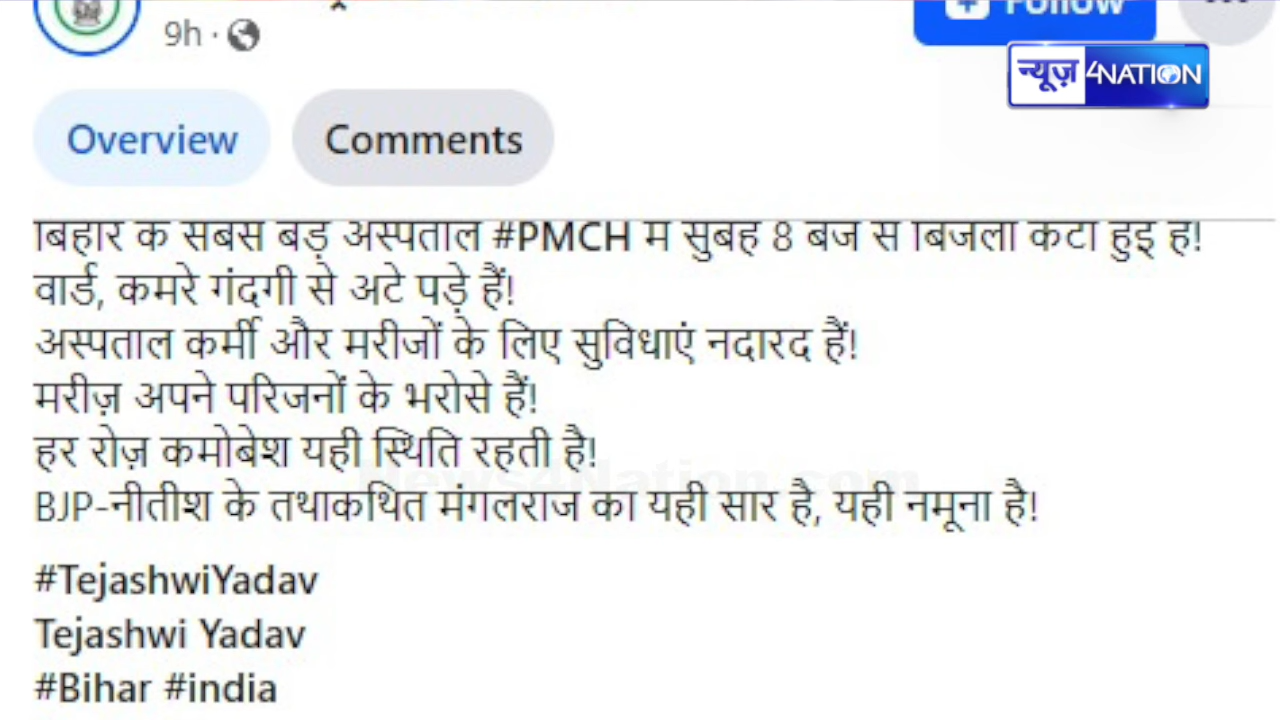 9h
Follow
न्यूज़ 4NATION
Overview
Comments
बिहार के सबसे बड़े अस्पताल #PMCH में सुबह 8 बजे से बिजली कटी हुई है!
वार्ड, कमरे गंदगी से अटे पड़े हैं!
अस्पताल कर्मी और मरीजों के लिए सुविधाएं नदारद हैं!
मरीज़ अपने परिजनों के भरोसे हैं!
हर रोज़ कमोबेश यही स्थिति रहती है!
News4Nation.com
BJP-नीतीश के तथाकथित मंगलराज का यही सार है, यही नमूना है!
#TejashwiYadav
Tejashwi Yadav
#Bihar #india